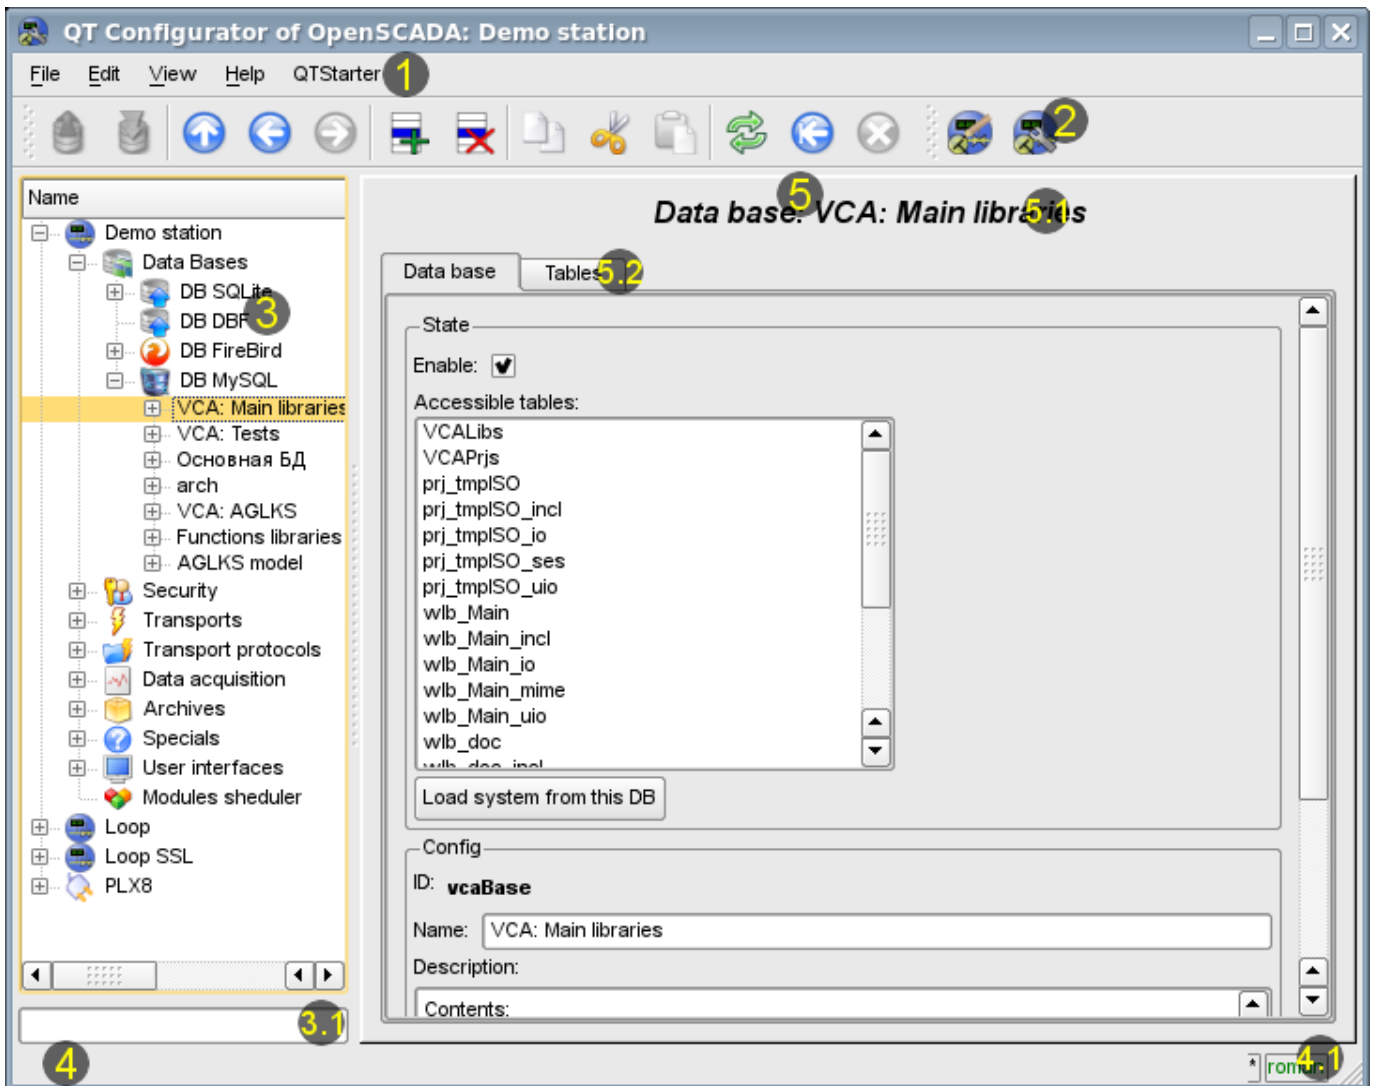 QT Configurator of OpenSCADA: Demo station
File Edit View Help QTStarter 1
2
Name
Demo station
Data Bases
DB SQLite
3
DB DBF
DB FireBird
DB MySQL
VCA: Main libraries
VCA: Tests
Основная БД
arch
VCA: AGLKS
Functions libraries
AGLKS model
Security
Transports
Transport protocols
Data acquisition
Archives
Specials
User interfaces
Modules sheduler
Loop
Loop SSL
PLX8
3.1
4
5
Data base: VCA: Main libraries
5.1
Data base Tables 5.2
State
Enable:
Accessible tables:
VCALibs
VCAPrjs
prj_tmplSO
prj_tmplSO_incl
prj_tmplSO_io
prj_tmplSO_ses
prj_tmplSO_uio
wlb_Main
wlb_Main_incl
wlb_Main_io
wlb_Main_mime
wlb_Main_uio
wlb_doc
wlb_doc_incl
Load system from this DB
Config
ID: vcaBase
Name: VCA: Main libraries
Description:
Contents:
* 4.1